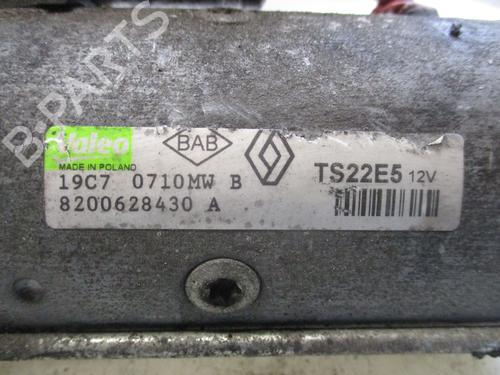 B-PARTS
Valeo
MADE IN POLAND
BAB
19C7 0710MW B
8200628430 A
TS22E5 12V